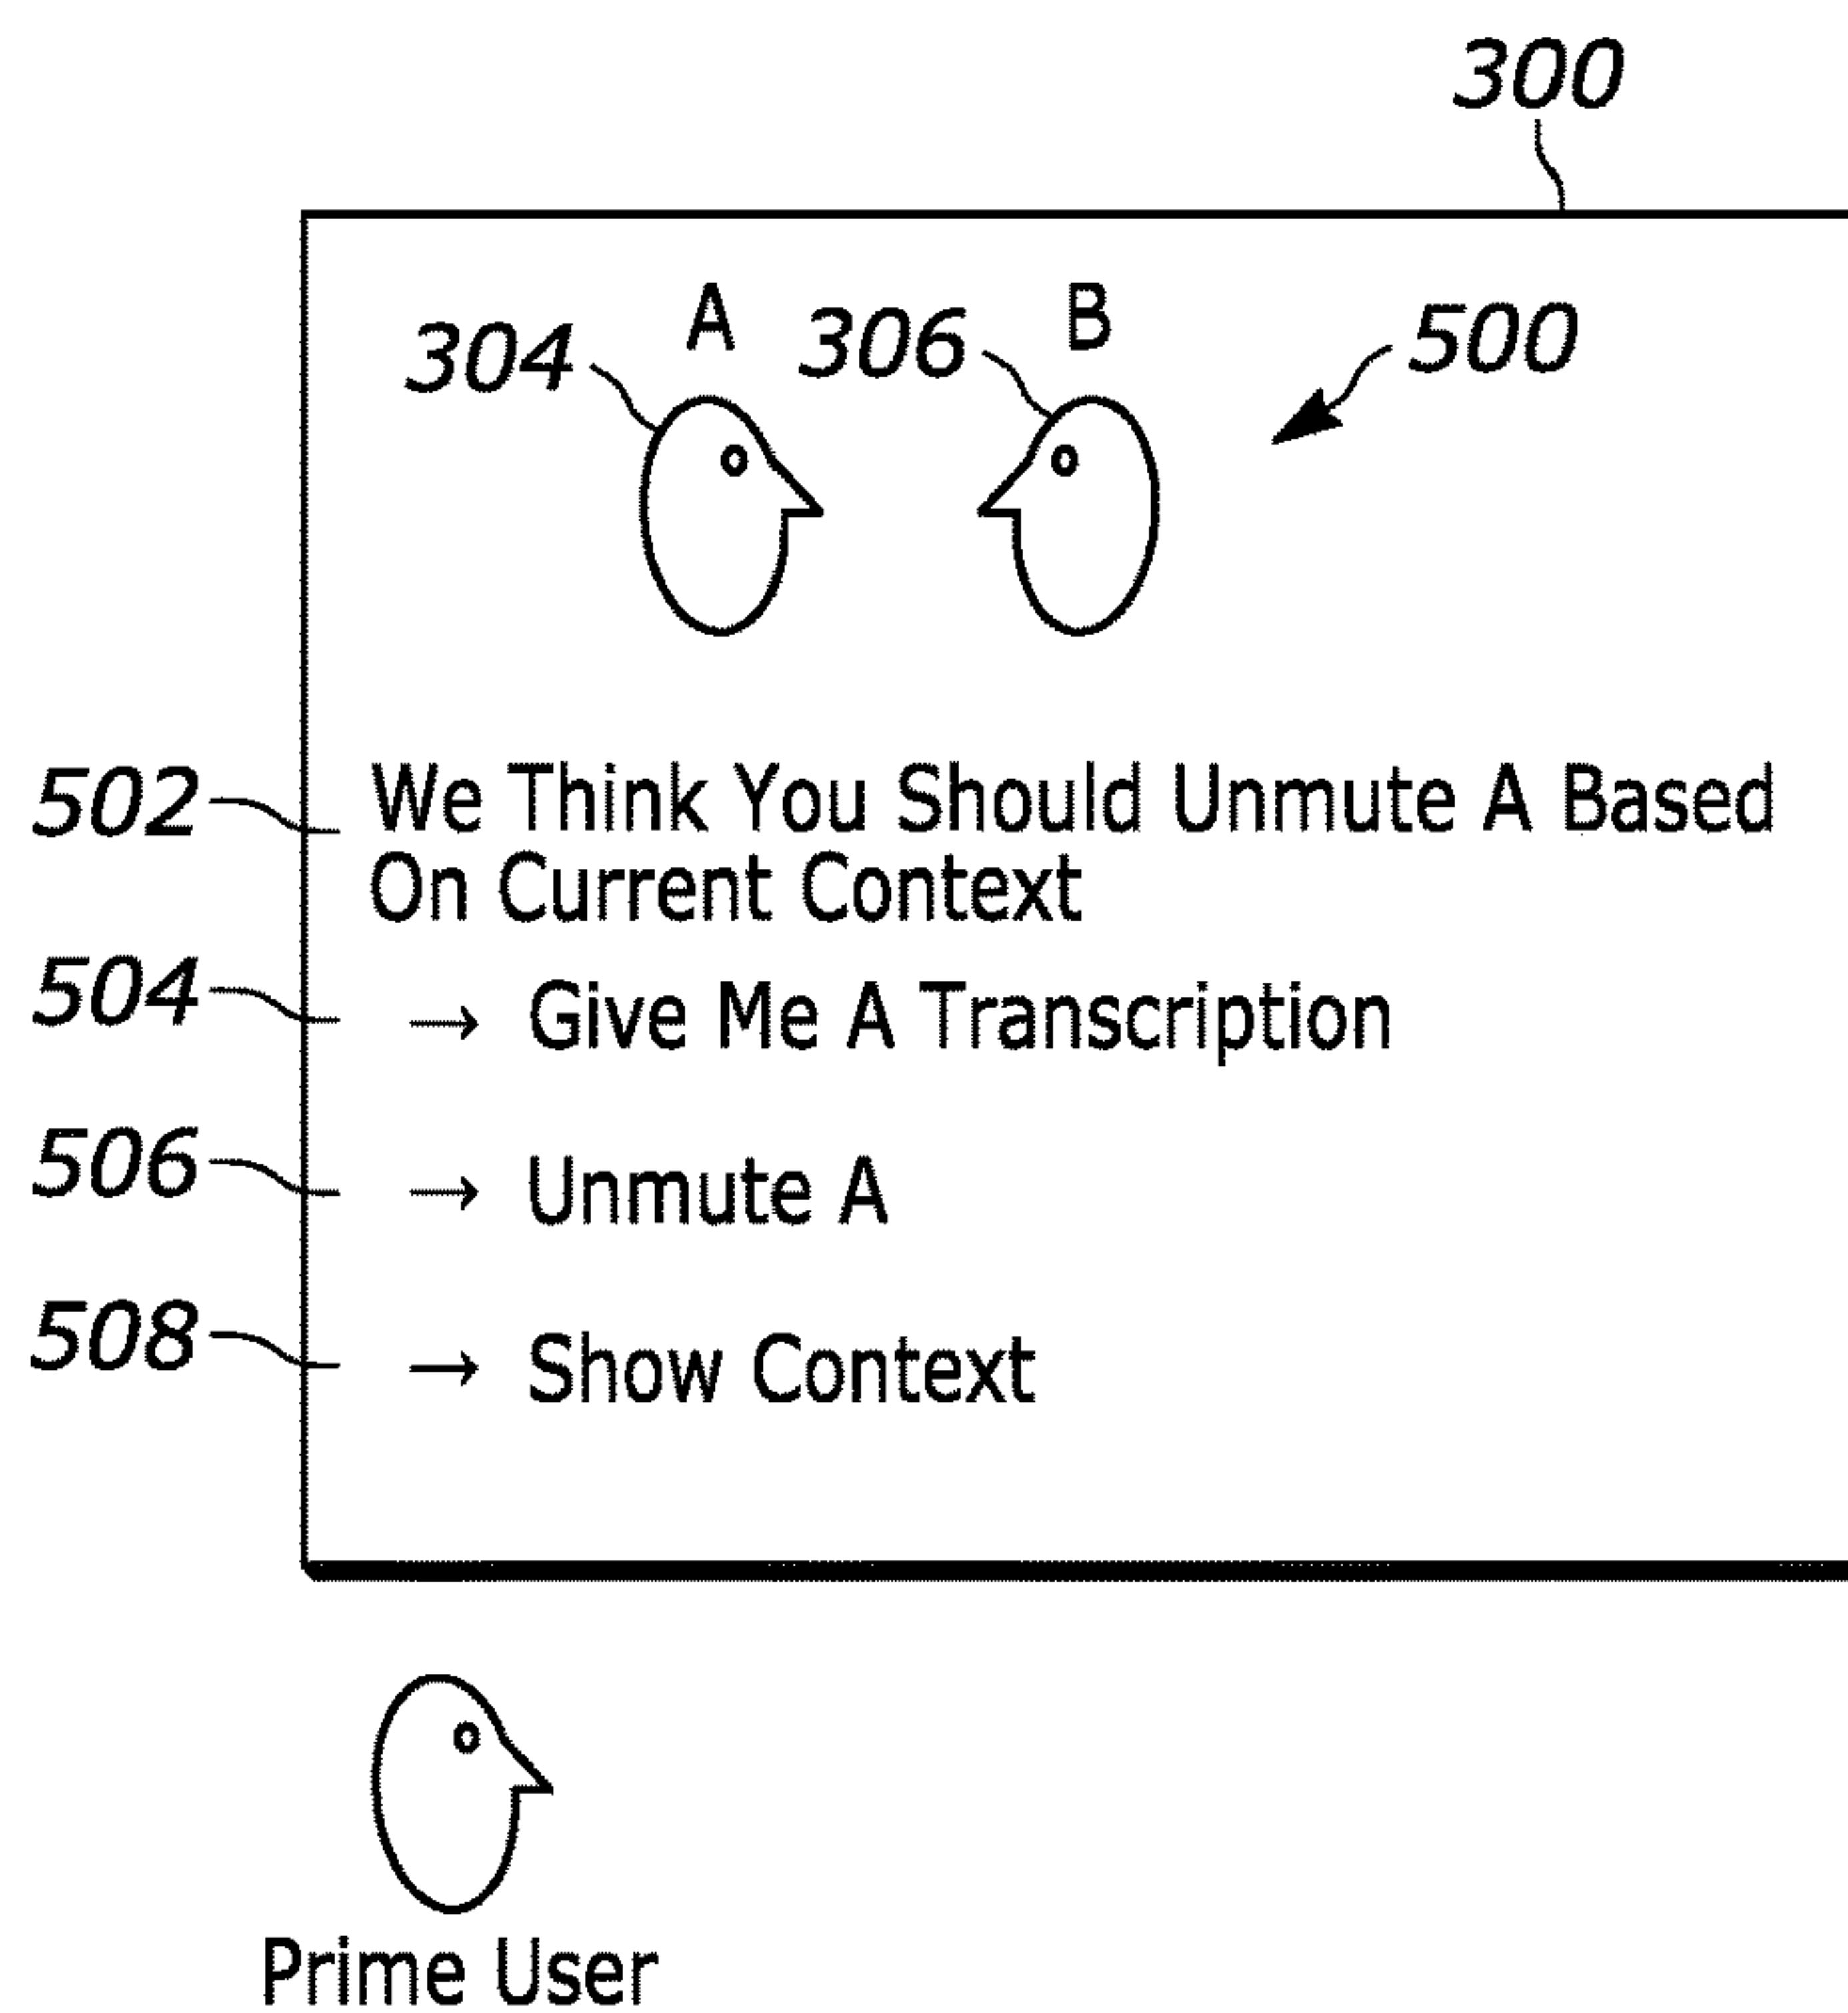 300
A B
304 306 500
502 We Think You Should Unmute A Based
On Current Context
504 → Give Me A Transcription
506 → Unmute A
508 → Show Context
Prime User